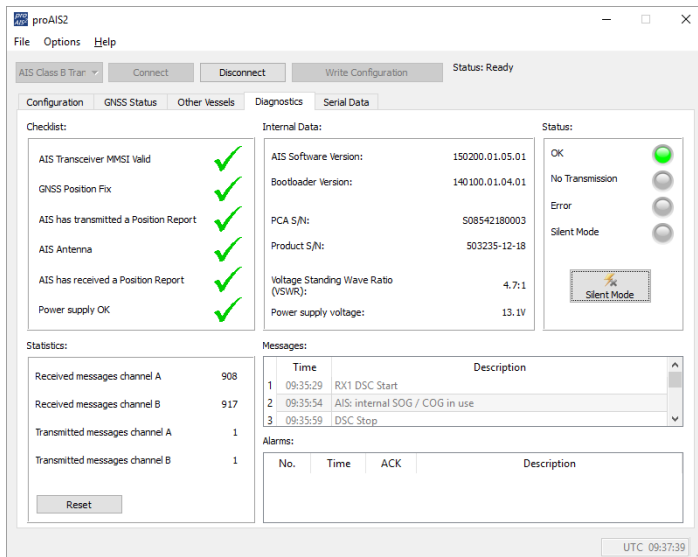 pro
AIS²
proAIS2
File Options Help
AIS Class B Tran
Connect
Disconnect
Write Configuration
Status: Ready
Configuration
GNSS Status
Other Vessels
Diagnostics
Serial Data
Checklist:
AIS Transceiver MMSI Valid
GNSS Position Fix
AIS has transmitted a Position Report
AIS Antenna
AIS has received a Position Report
Power supply OK
Internal Data:
AIS Software Version: 150200.01.05.01
Bootloader Version: 140100.01.04.01
PCA S/N: S08542180003
Product S/N: 503235-12-18
Voltage Standing Wave Ratio
(VSWR): 4.7:1
Power supply voltage: 13.1V
Status:
OK
No Transmission
Error
Silent Mode
Silent Mode
Statistics:
Received messages channel A 908
Received messages channel B 917
Transmitted messages channel A 1
Transmitted messages channel B 1
Reset
Messages:
Time Description
1 09:35:29 RX1 DSC Start
2 09:35:54 AIS: internal SOG / COG in use
3 09:35:59 DSC Stop
Alarms:
No. Time ACK Description
UTC 09:37:39